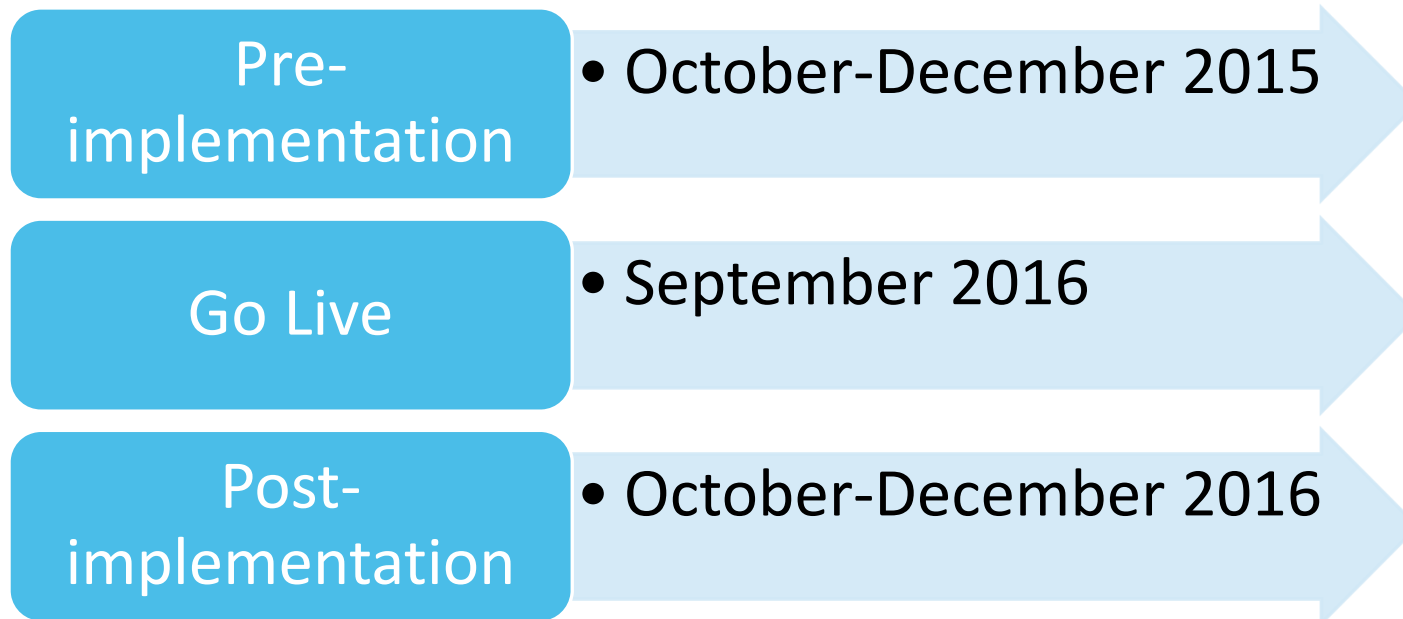 Pre-
implementation
• October-December 2015
Go Live
• September 2016
Post-
implementation
• October-December 2016